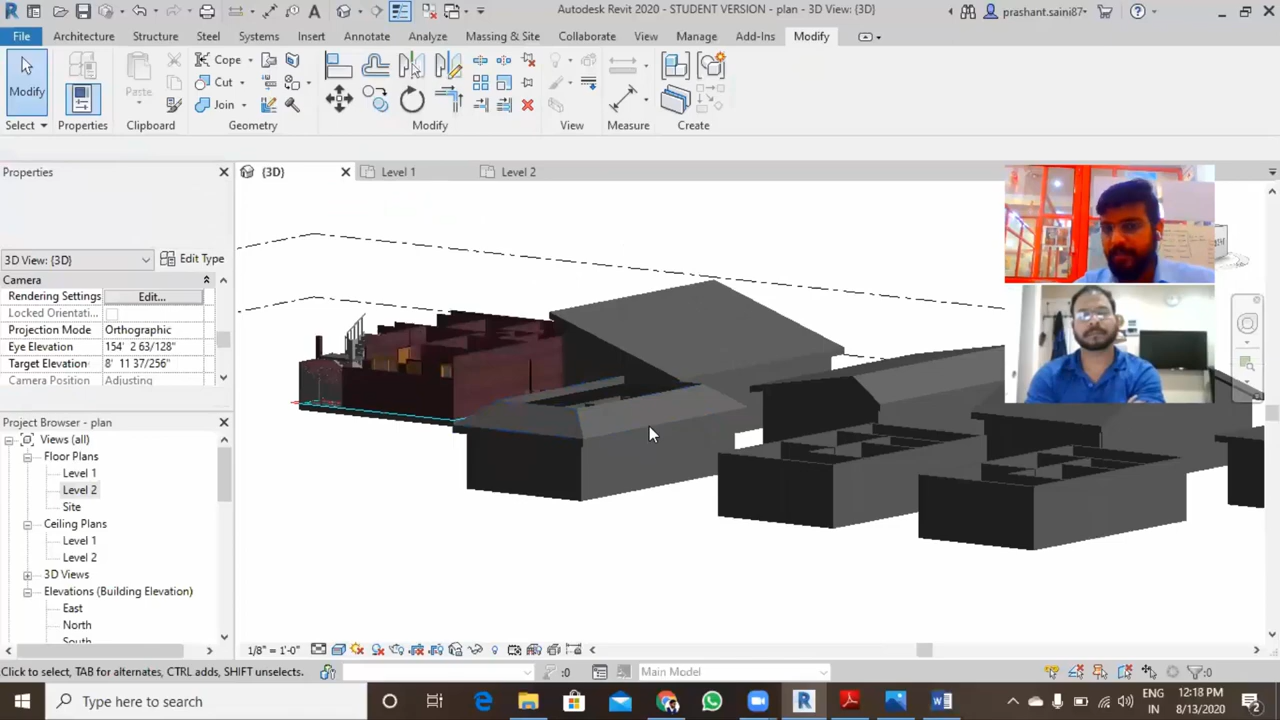 Autodesk Revit 2020 - STUDENT VERSION - plan - 3D View: {3D}
prashant.saini87
File
Architecture
Structure
Steel
Systems
Insert
Annotate
Analyze
Massing & Site
Collaborate
View
Manage
Add-Ins
Modify
Modify
Properties
Paste
Cope
Cut
Join
Select
Properties
Clipboard
Geometry
Modify
View
Measure
Create
Properties
{3D}
Level 1
Level 2
3D View: {3D}
Edit Type
Camera
Rendering Settings
Edit...
Locked Orientati..
Projection Mode
Orthographic
Eye Elevation
154' 2 63/128"
Target Elevation
8' 11 37/256"
Camera Position
Adjusting
Project Browser - plan
Views (all)
Floor Plans
Level 1
Level 2
Site
Ceiling Plans
Level 1
Level 2
3D Views
Elevations (Building Elevation)
East
North
South
1/8" = 1'-0"
Click to select, TAB for alternates, CTRL adds, SHIFT unselects.
:0
Main Model
:0
Type here to search
ENG
IN
12:18 PM
8/13/2020
2